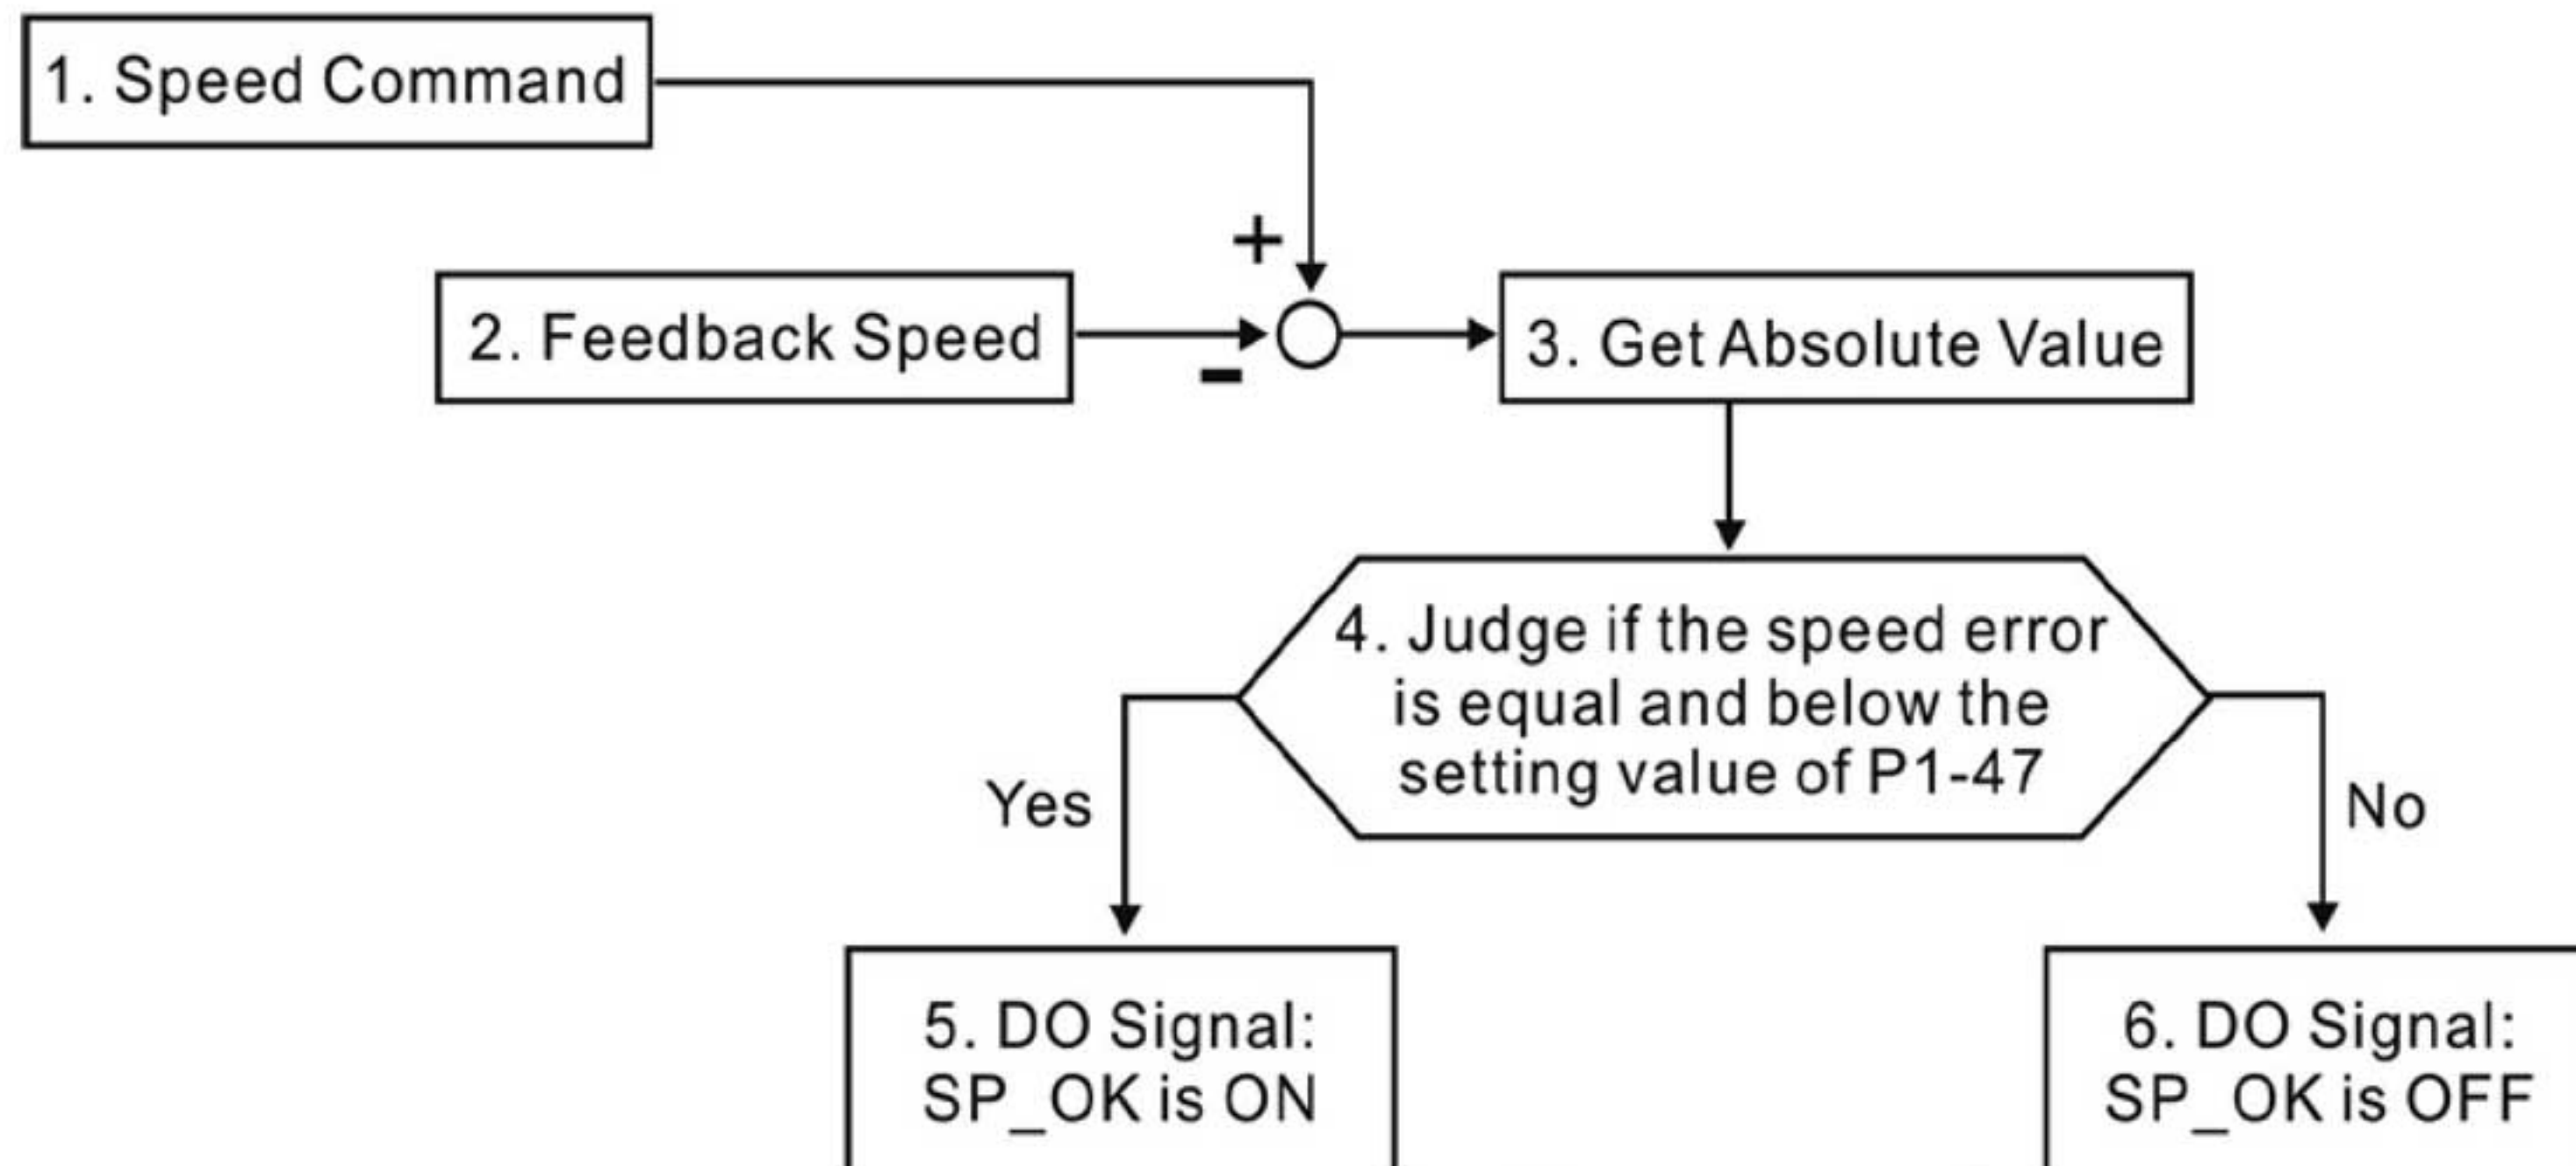 1. Speed Command
+
2. Feedback Speed
-
3. Get Absolute Value
4. Judge if the speed error
is equal and below the
setting value of P1-47
Yes
No
5. DO Signal:
SP_OK is ON
6. DO Signal:
SP_OK is OFF